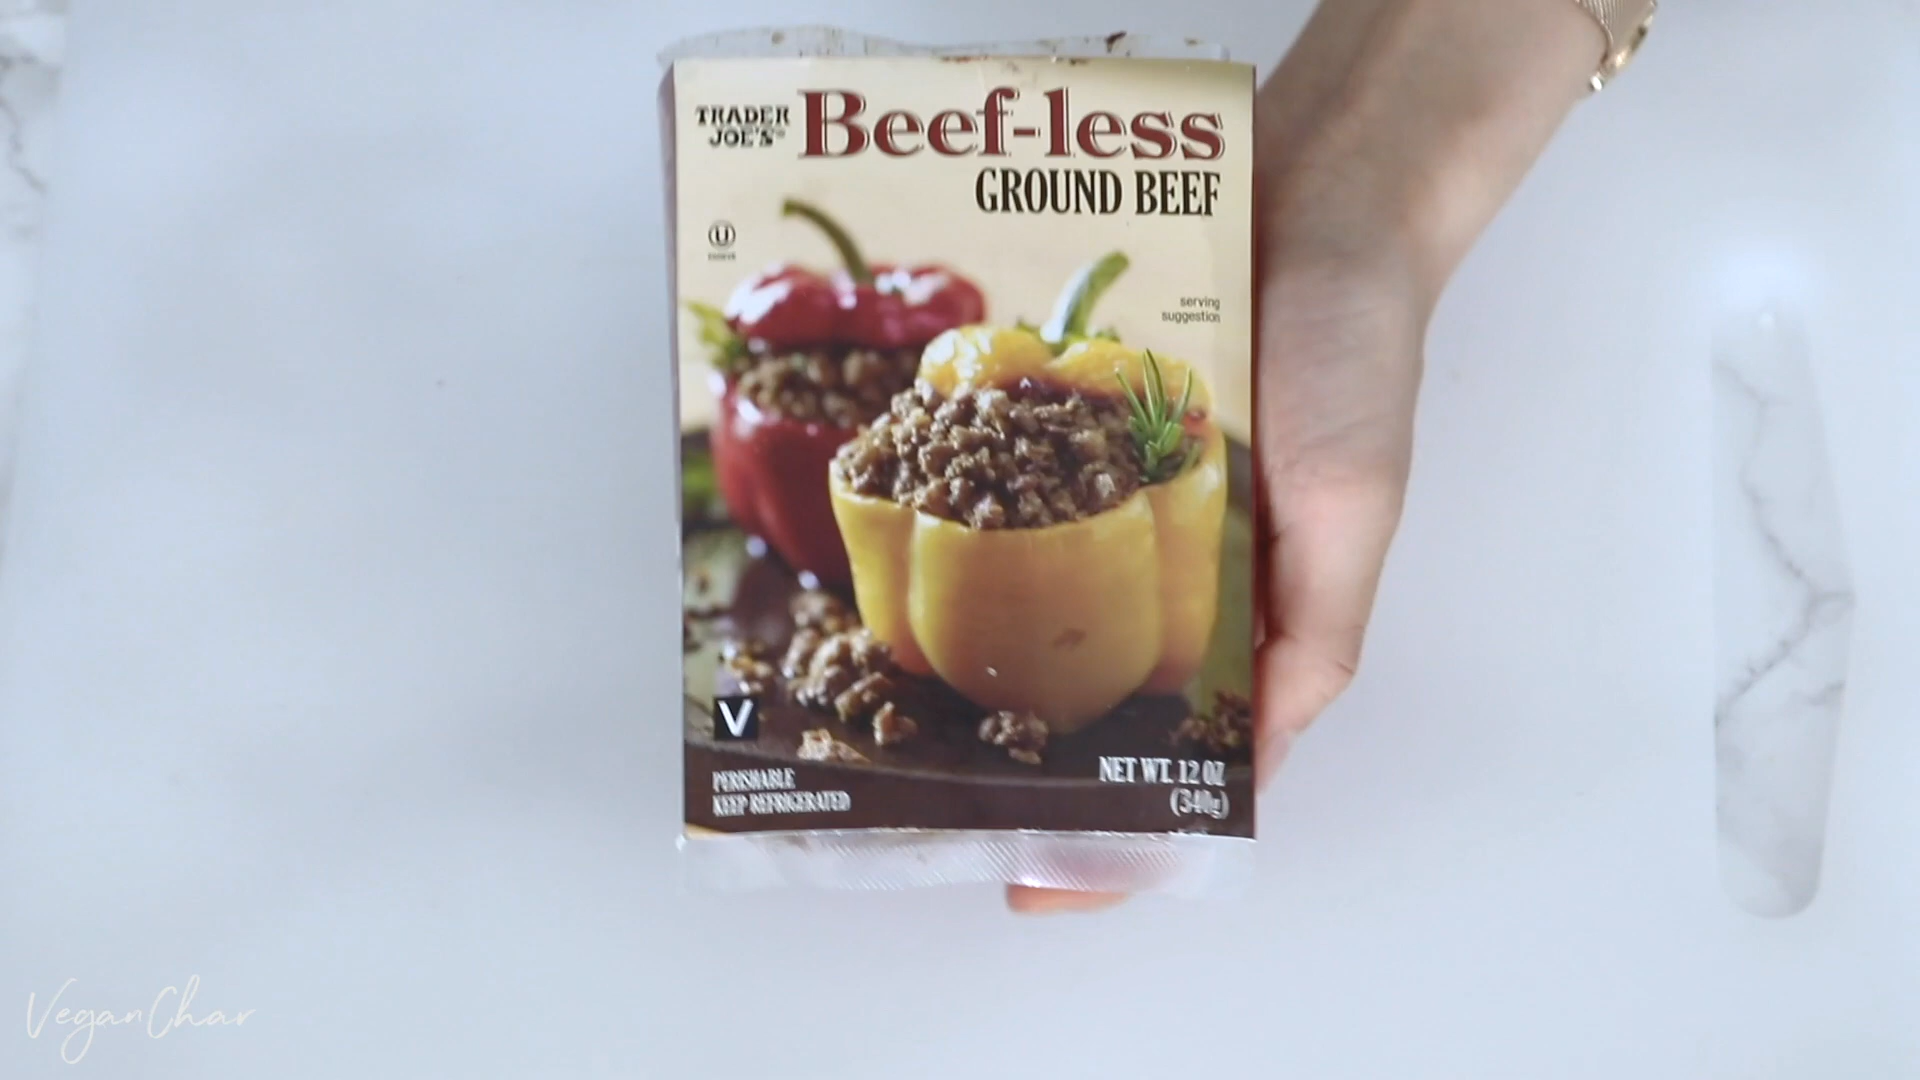 TRADER
JOE'S
Beef-less
GROUND BEEF
U
serving
suggestion
V
PERISHABLE
KEEP REFRIGERATED
NET WT. 12 OZ
(340g)
VeganChar